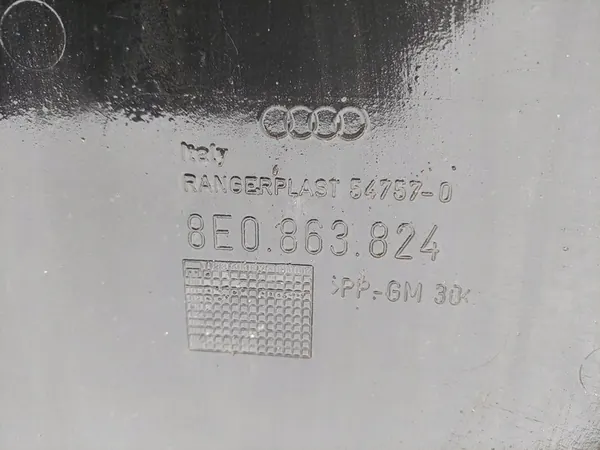 Italy
RANGERPLAST 54757-0
8E0.863.824
>PP-GM 30<